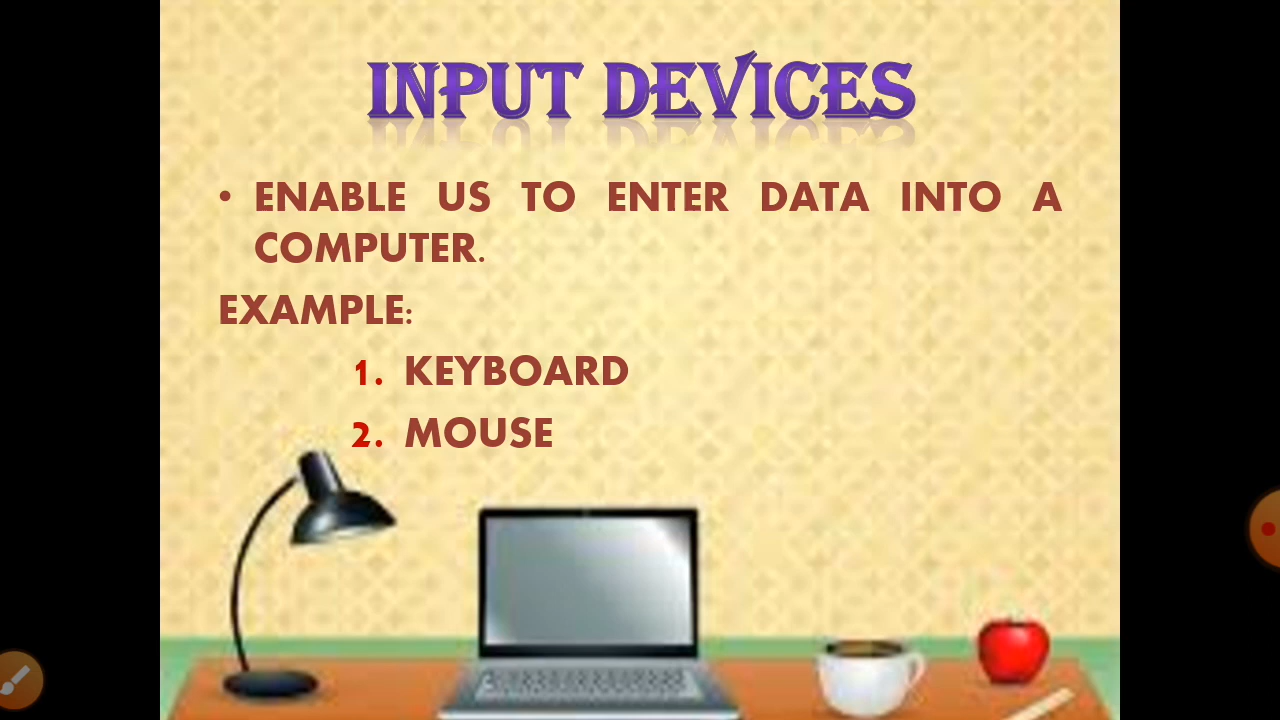 INPUT DEVICES
• ENABLE US TO ENTER DATA INTO A
COMPUTER.
EXAMPLE:
1. KEYBOARD
2. MOUSE